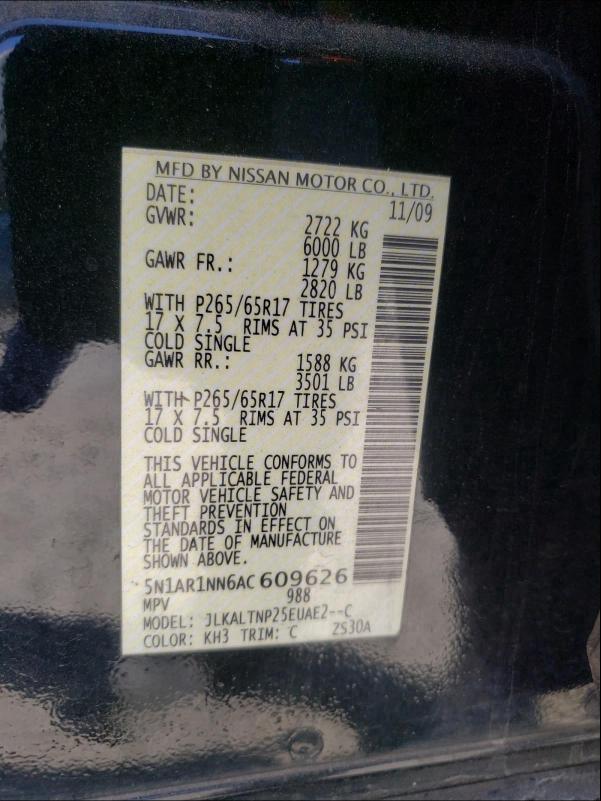 MFD BY NISSAN MOTOR CO., LTD.
DATE: 11/09
GVWR: 2722 KG
6000 LB
GAWR FR.: 1279 KG
2820 LB
WITH P265/65R17 TIRES
17 X 7.5 RIMS AT 35 PSI
COLD SINGLE
GAWR RR.: 1588 KG
3501 LB
WITH P265/65R17 TIRES
17 X 7.5 RIMS AT 35 PSI
COLD SINGLE
THIS VEHICLE CONFORMS TO
ALL APPLICABLE FEDERAL
MOTOR VEHICLE SAFETY AND
THEFT PREVENTION
STANDARDS IN EFFECT ON
THE DATE OF MANUFACTURE
SHOWN ABOVE.
5N1AR1NN6AC609626
MPV 988
MODEL: JLKALTNP25EUAE2--C
COLOR: KH3 TRIM: C ZS30A